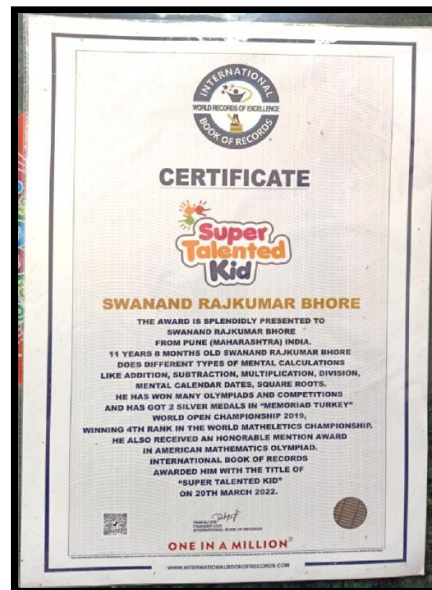 INTERNATIONAL
WORLD RECORDS OF EXCELLENCE
BOOK OF RECORDS
CERTIFICATE
Super
Talented
Kid
SWANAND RAJKUMAR BHORE
THE AWARD IS SPLENDIDLY PRESENTED TO
SWANAND RAJKUMAR BHORE
FROM PUNE (MAHARASHTRA) INDIA.
11 YEARS 8 MONTHS OLD SWANAND RAJKUMAR BHORE
DOES DIFFERENT TYPES OF MENTAL CALCULATIONS
LIKE ADDITION, SUBTRACTION, MULTIPLICATION, DIVISION,
MENTAL CALENDAR DATES, SQUARE ROOTS.
HE HAS WON MANY OLYMPIADS AND COMPETITIONS
AND HAS GOT 2 SILVER MEDALS IN "MEMORIAD TURKEY"
WORLD OPEN CHAMPIONSHIP 2019,
WINNING 4TH RANK IN THE WORLD MATHELETICS CHAMPIONSHIP.
HE ALSO RECEIVED AN HONORABLE MENTION AWARD
IN AMERICAN MATHEMATICS OLYMPIAD.
INTERNATIONAL BOOK OF RECORDS
AWARDED HIM WITH THE TITLE OF
"SUPER TALENTED KID"
ON 29TH MARCH 2022.
INTERNATIONAL BOOK OF RECORDS
ONE IN A MILLION
WWW.INTERNATIONALBOOKOFRECORDS.COM